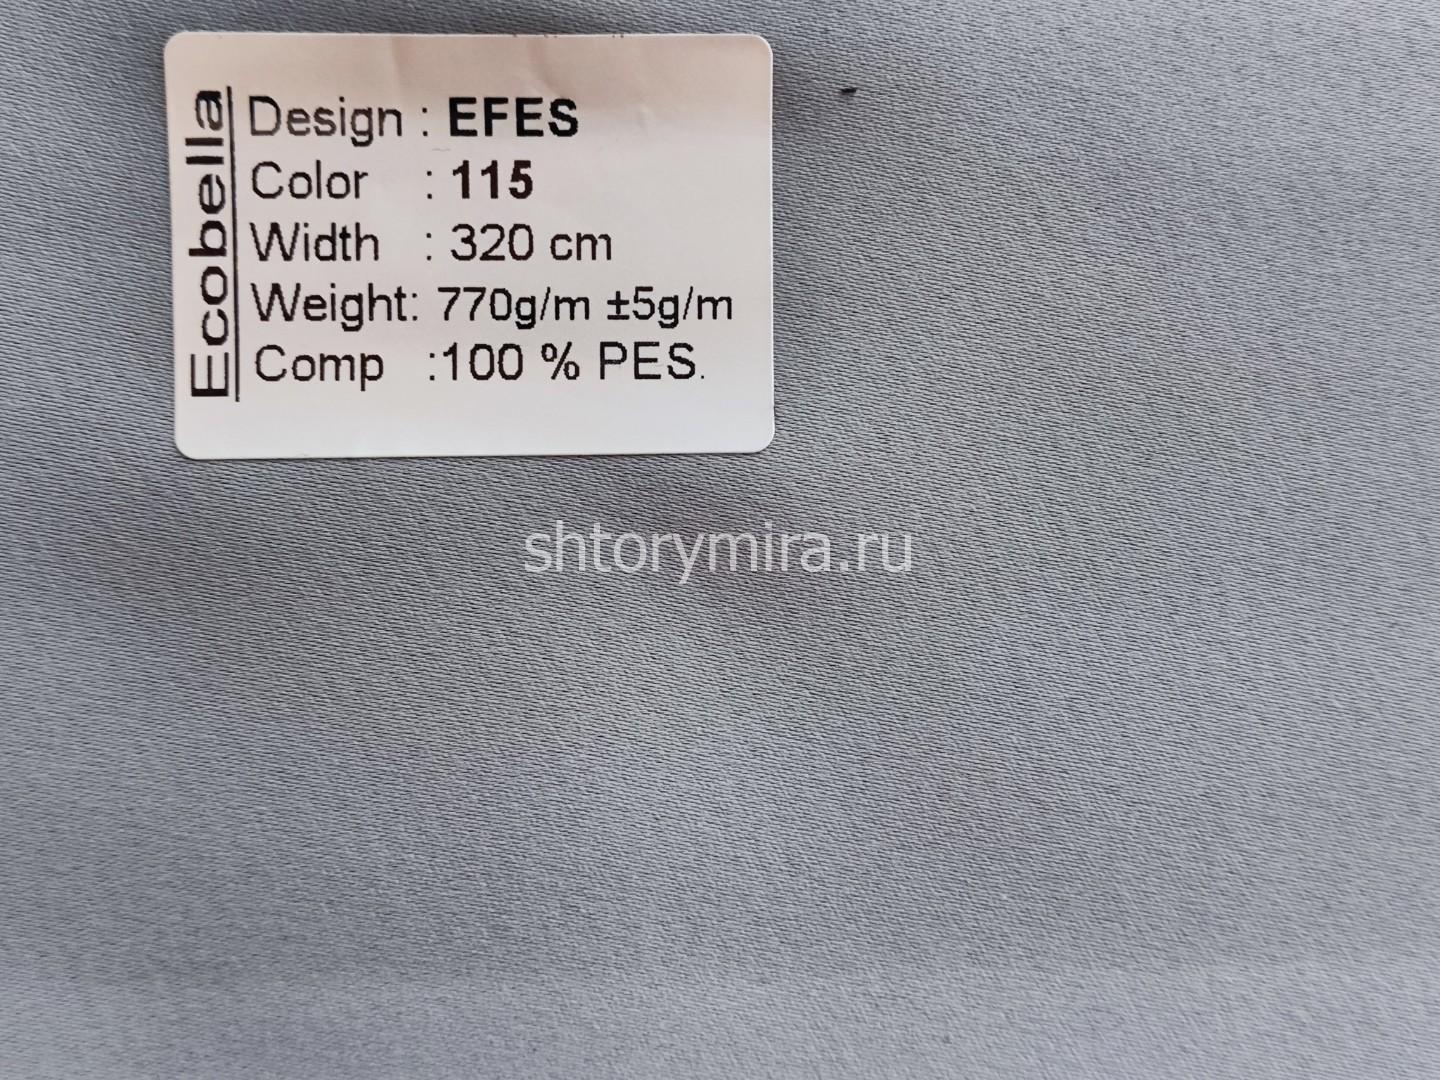 Ecobella
Design : EFES
Color : 115
Width : 320 cm
Weight: 770g/m ±5g/m
Comp :100 % PES.
shtorymira.ru